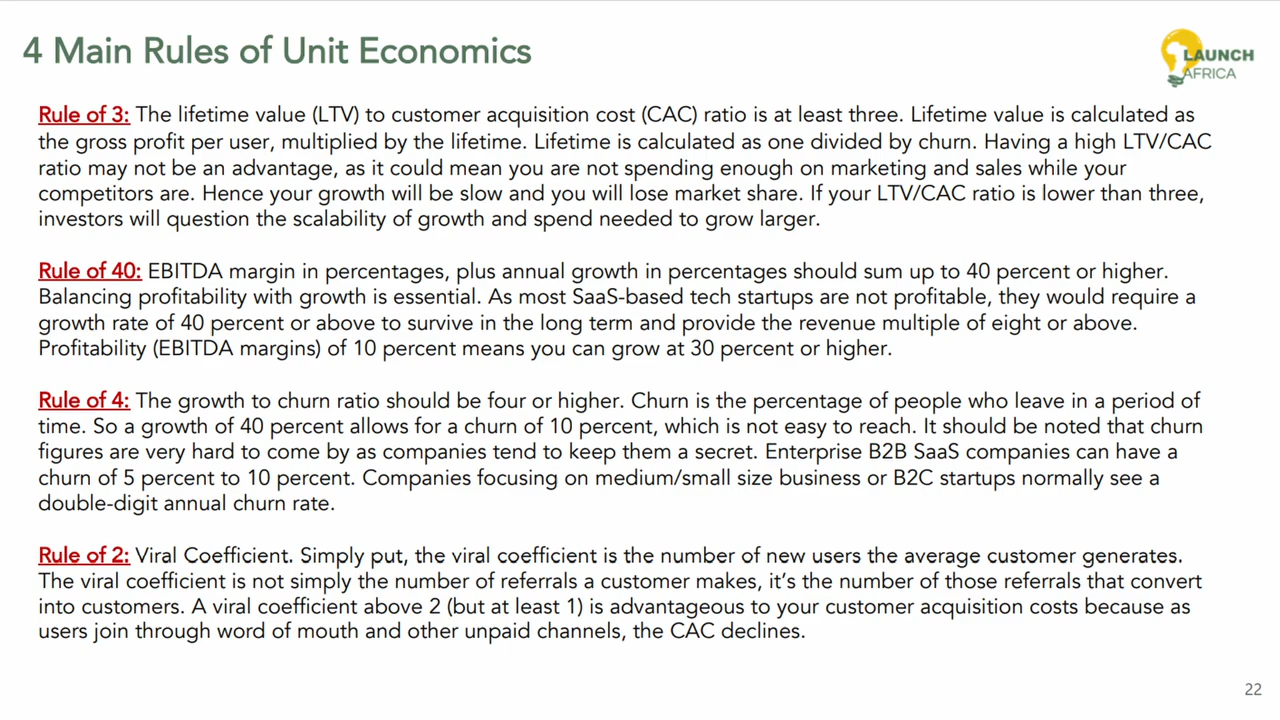 4 Main Rules of Unit Economics
LAUNCH
AFRICA
Rule of 3: The lifetime value (LTV) to customer acquisition cost (CAC) ratio is at least three. Lifetime value is calculated as
the gross profit per user, multiplied by the lifetime. Lifetime is calculated as one divided by churn. Having a high LTV/CAC
ratio may not be an advantage, as it could mean you are not spending enough on marketing and sales while your
competitors are. Hence your growth will be slow and you will lose market share. If your LTV/CAC ratio is lower than three,
investors will question the scalability of growth and spend needed to grow larger.
Rule of 40: EBITDA margin in percentages, plus annual growth in percentages should sum up to 40 percent or higher.
Balancing profitability with growth is essential. As most SaaS-based tech startups are not profitable, they would require a
growth rate of 40 percent or above to survive in the long term and provide the revenue multiple of eight or above.
Profitability (EBITDA margins) of 10 percent means you can grow at 30 percent or higher.
Rule of 4: The growth to churn ratio should be four or higher. Churn is the percentage of people who leave in a period of
time. So a growth of 40 percent allows for a churn of 10 percent, which is not easy to reach. It should be noted that churn
figures are very hard to come by as companies tend to keep them a secret. Enterprise B2B SaaS companies can have a
churn of 5 percent to 10 percent. Companies focusing on medium/small size business or B2C startups normally see a
double-digit annual churn rate.
Rule of 2: Viral Coefficient. Simply put, the viral coefficient is the number of new users the average customer generates.
The viral coefficient is not simply the number of referrals a customer makes, it’s the number of those referrals that convert
into customers. A viral coefficient above 2 (but at least 1) is advantageous to your customer acquisition costs because as
users join through word of mouth and other unpaid channels, the CAC declines.
22